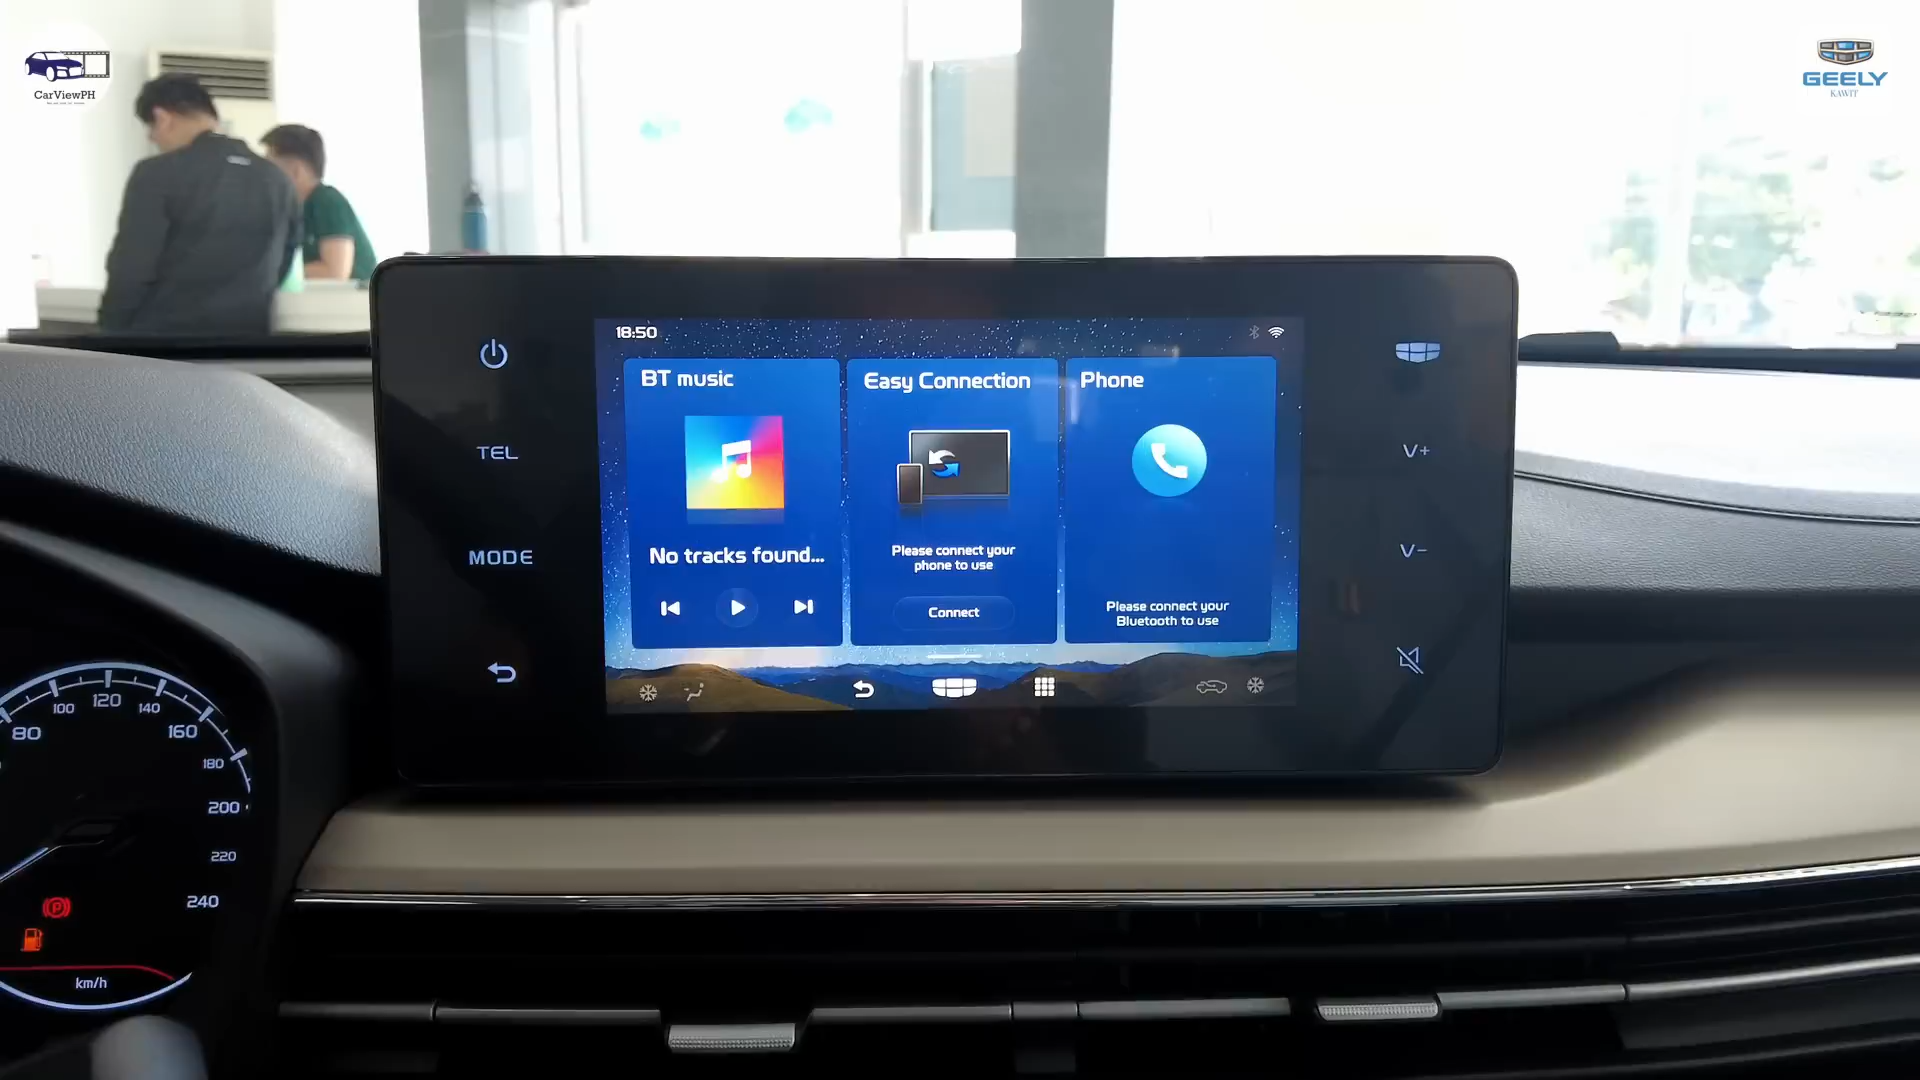 CarViewPH
GEELY
KAWIT
18:50
BT music
Easy Connection
Phone
TEL
V+
MODE
No tracks found...
Please connect your
phone to use
V-
Connect
Please connect your
Bluetooth to use
80
100
120
140
160
180
200
220
240
P
km/h